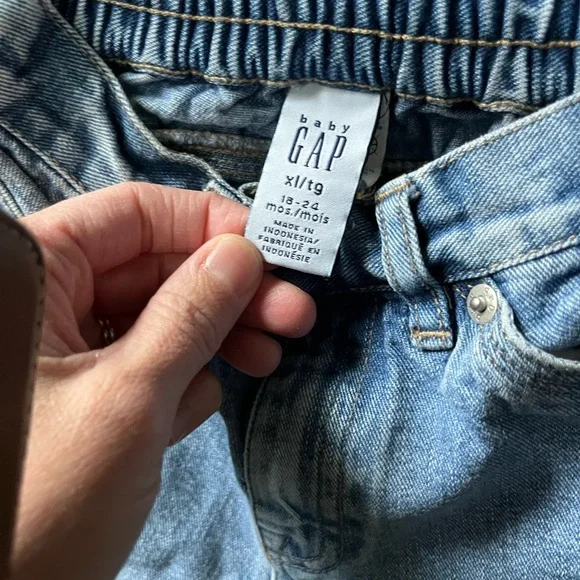 baby
GAP
xl/tg
18-24
mos./mois
MADE IN
INDONESIA/
FABRIQUÉ EN
INDONÉSIE